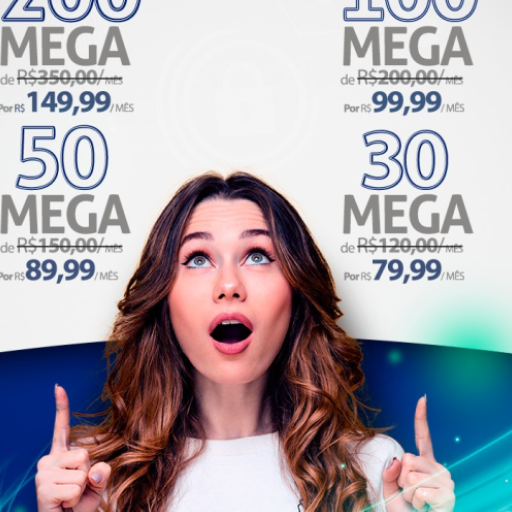 200
MEGA
de R$350,00/MÊS
Por R$ 149,99/MÊS
100
MEGA
de R$200,00/MÊS
Por R$ 99,99/MÊS
50
MEGA
de R$150,00/MÊS
Por R$ 89,99/MÊS
30
MEGA
de R$120,00/MÊS
Por R$ 79,99/MÊS